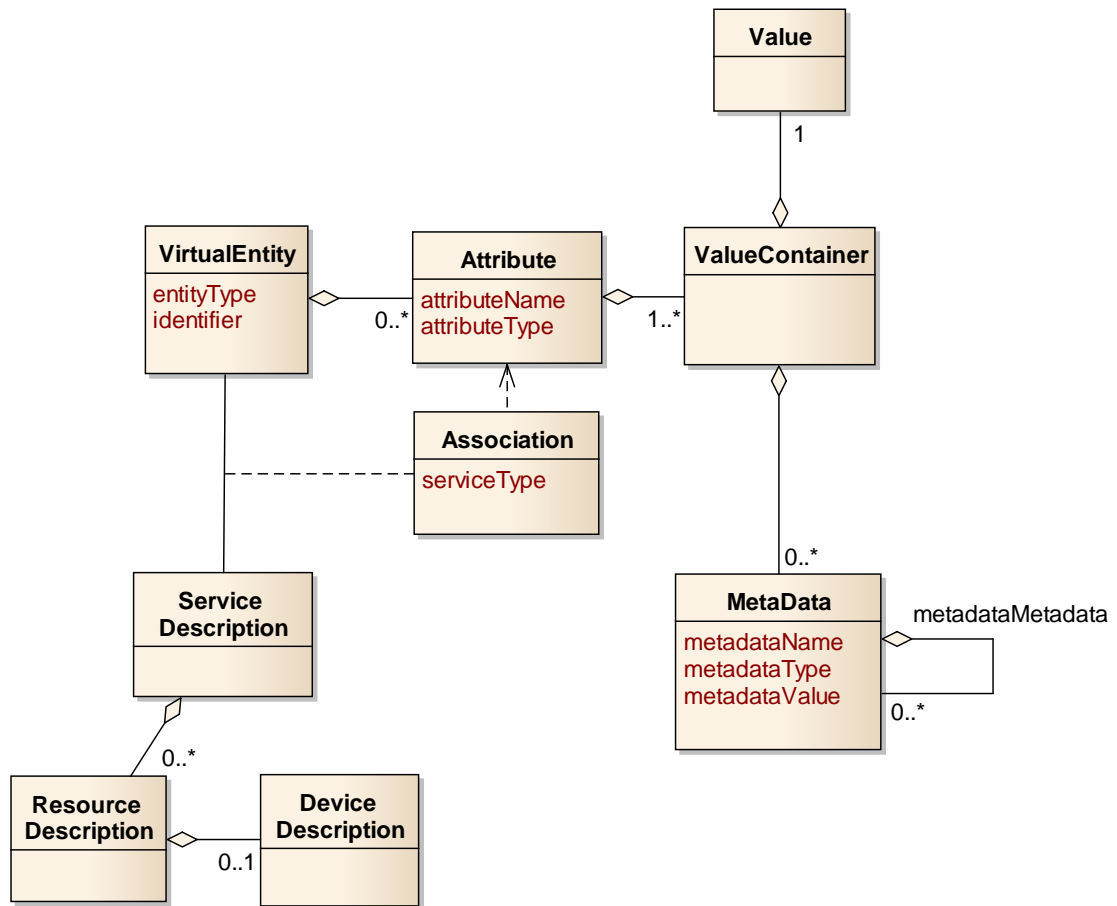 Value
1
VirtualEntity
entityType
identifier
0..*
Attribute
attributeName
attributeType
1..*
ValueContainer
Association
serviceType
0..*
Service
Description
MetaData
metadataName
metadataType
metadataValue
metadataMetadata
0..*
0..*
Resource
Description
0..1
Device
Description